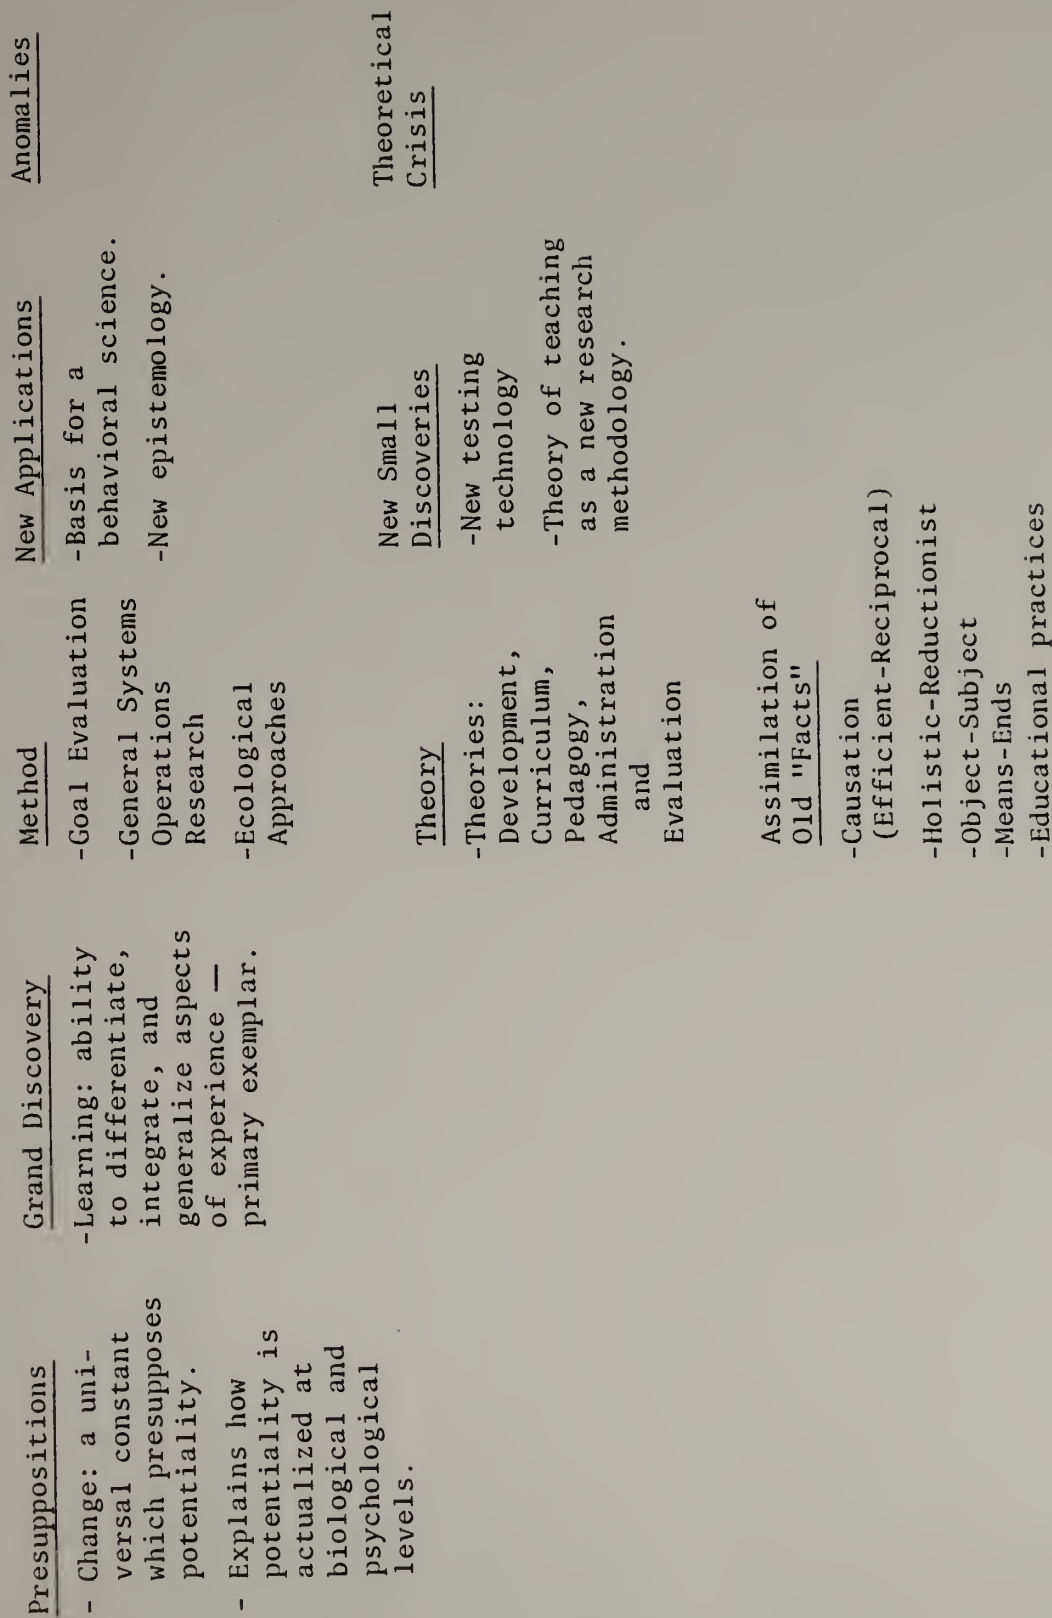 Presuppositions
- Change: a uni-
versal constant
which presupposes
potentiality.
- Explains how
potentiality is
actualized at
biological and
psychological
levels.
Grand Discovery
-Learning: ability
to differentiate,
integrate, and
generalize aspects
of experience —
primary exemplar.
Method
-Goal Evaluation
-General Systems
Operations
Research
-Ecological
Approaches
Theory
-Theories:
Development,
Curriculum,
Pedagogy,
Administration
and
Evaluation
Assimilation of
Old "Facts"
-Causation
(Efficient-Reciprocal)
-Holistic-Reductionist
-Object-Subject
-Means-Ends
-Educational practices
New Applications
-Basis for a
behavioral science.
-New epistemology.
New Small
Discoveries
-New testing
technology
-Theory of teaching
as a new research
methodology.
Anomalies
Theoretical
Crisis